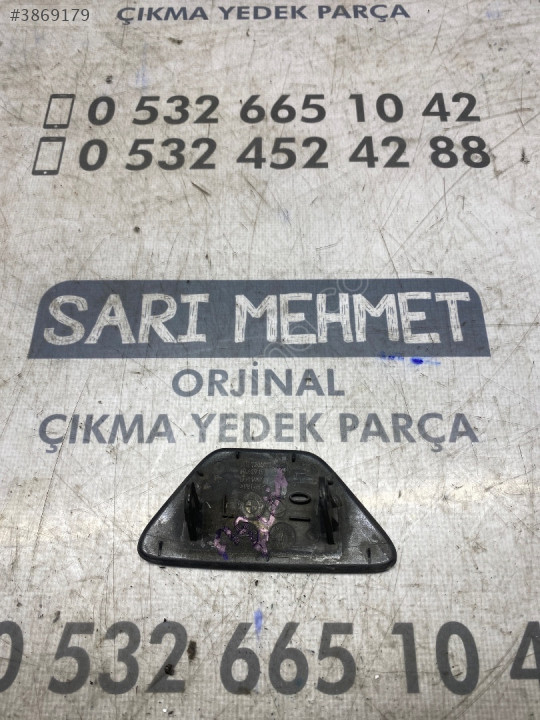 #3869179
ÇIKMA YEDEK PARÇA
0 532 665 10 42
0 532 452 42 88
SARI MEHMET
ORJİNAL
ÇIKMA YEDEK PARÇA
0 532 665 10 4